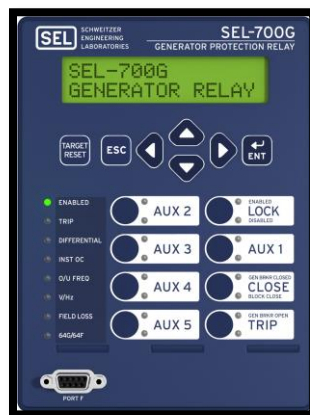 SEL
SCHWEITZER
ENGINEERING
LABORATORIES
SEL-700G
GENERATOR PROTECTION RELAY
SEL-700G
GENERATOR RELAY
TARGET
RESET
ESC
ENT
ENABLED
TRIP
DIFFERENTIAL
INST OC
O/U FREQ
V/Hz
FIELD LOSS
64G/64F
AUX 2
ENABLED
LOCK
DISABLED
AUX 3
AUX 1
AUX 4
GEN BRKR CLOSED
CLOSE
BLOCK CLOSE
AUX 5
GEN BRKR OPEN
TRIP
PORT F